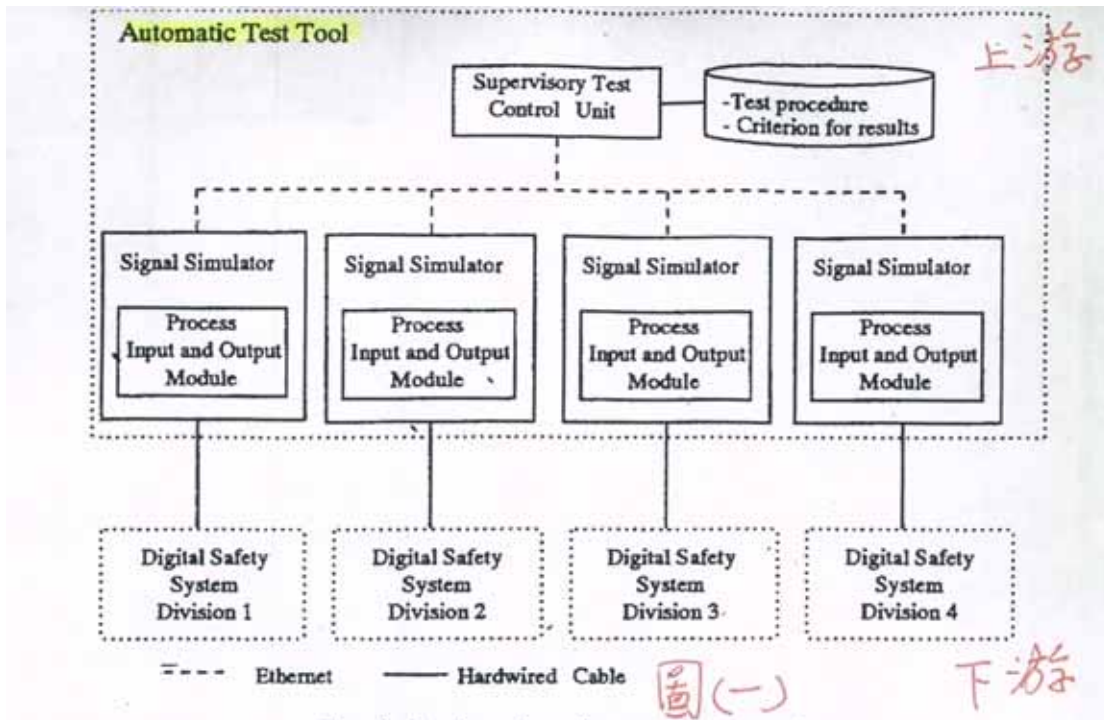 Automatic Test Tool
上游
Supervisory Test
Control Unit
-Test procedure
- Criterion for results
Signal Simulator
Process
Input and Output
Module
Signal Simulator
Process
Input and Output
Module
Signal Simulator
Process
Input and Output
Module
Signal Simulator
Process
Input and Output
Module
Digital Safety
System
Division 1
Digital Safety
System
Division 2
Digital Safety
System
Division 3
Digital Safety
System
Division 4
Ethernet
Hardwired Cable
圖(一)
下游